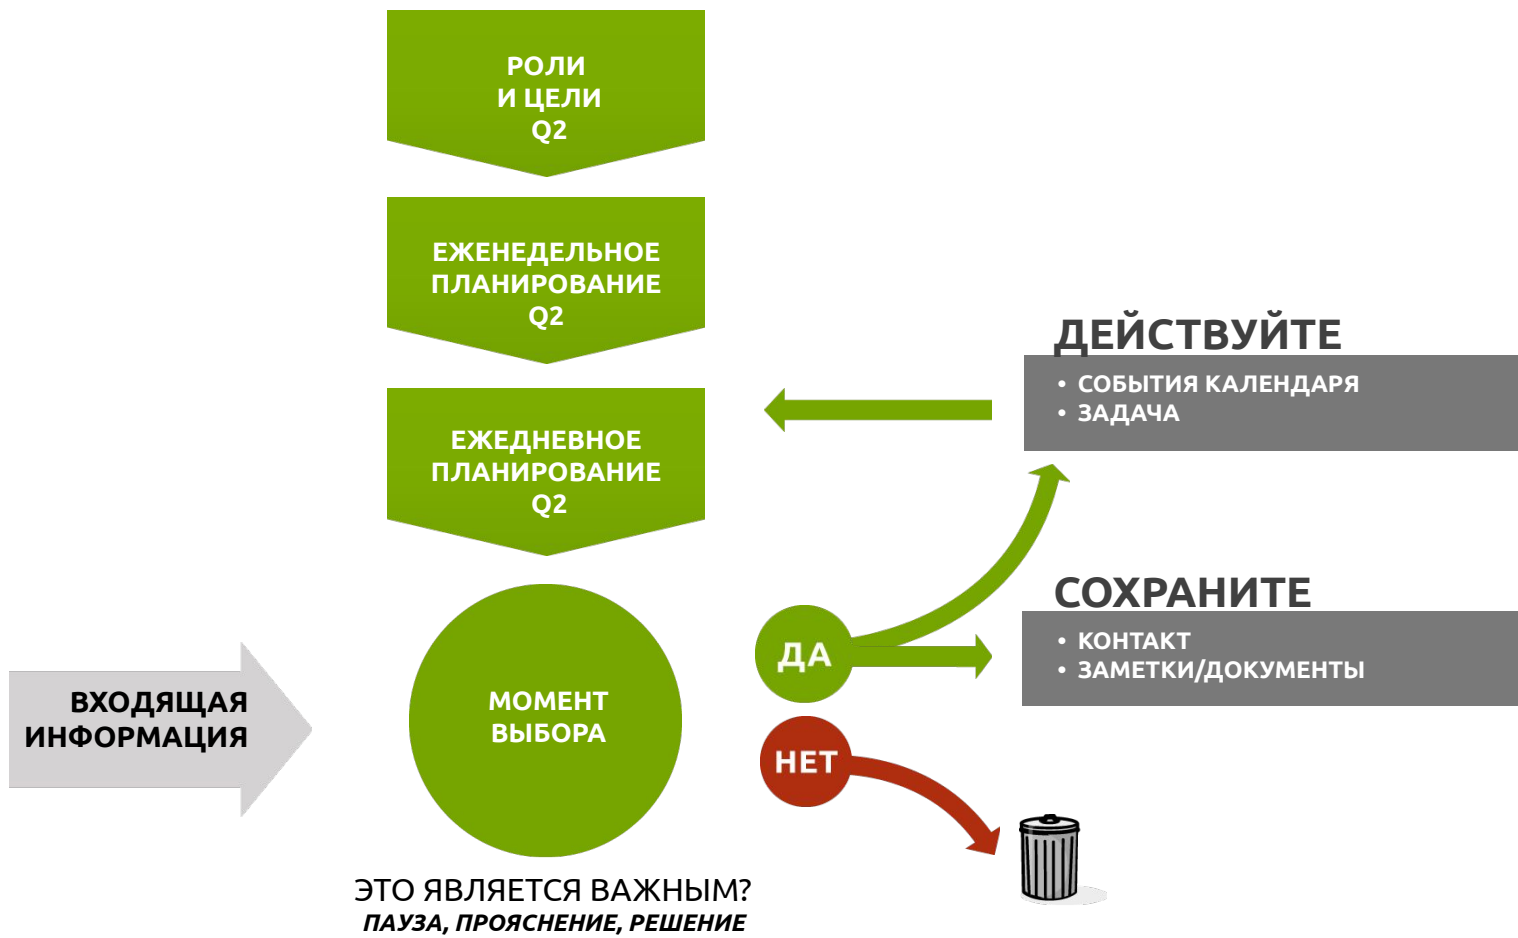 РОЛИ
И ЦЕЛИ
Q2
ЕЖЕНЕДЕЛЬНОЕ
ПЛАНИРОВАНИЕ
Q2
ЕЖЕДНЕВНОЕ
ПЛАНИРОВАНИЕ
Q2
ДЕЙСТВУЙТЕ
• СОБЫТИЯ КАЛЕНДАРЯ
• ЗАДАЧА
СОХРАНИТЕ
• КОНТАКТ
• ЗАМЕТКИ/ДОКУМЕНТЫ
ДА
НЕТ
ВХОДЯЩАЯ
ИНФОРМАЦИЯ
МОМЕНТ
ВЫБОРА
ЭТО ЯВЛЯЕТСЯ ВАЖНЫМ?
ПАУЗА, ПРОЯСНЕНИЕ, РЕШЕНИЕ